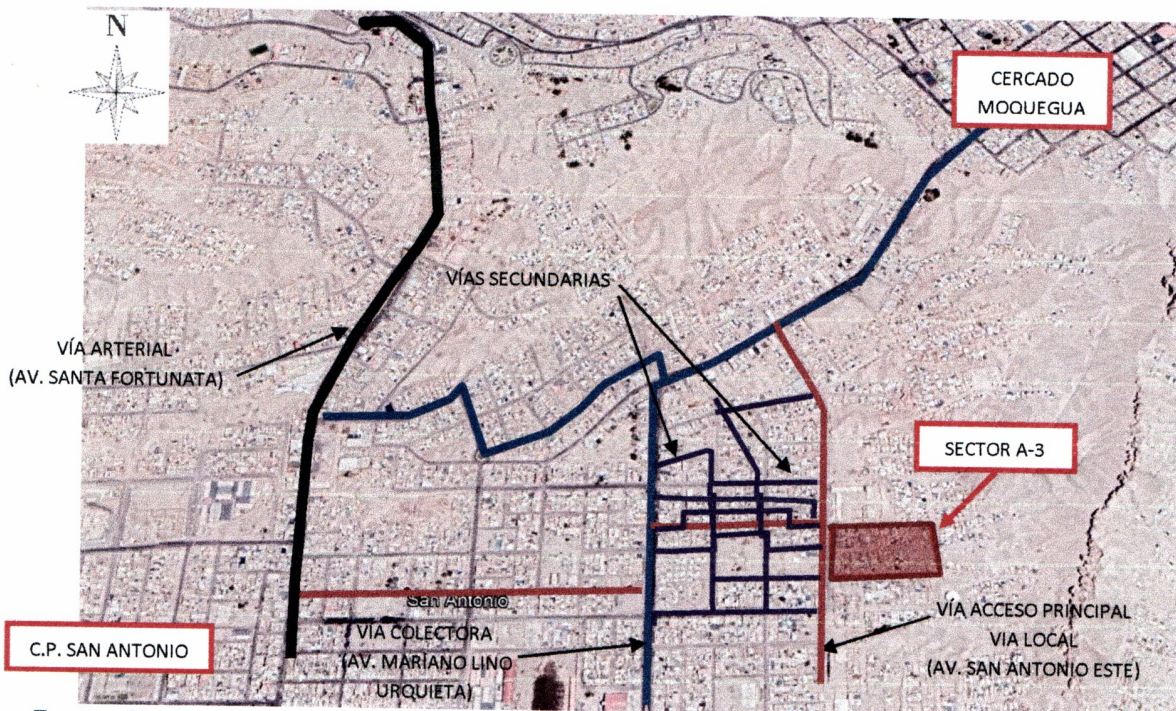 N
CERCADO
MOQUEGUA
VÍAS SECUNDARIAS
VÍA ARTERIAL
(AV. SANTA FORTUNATA)
SECTOR A-3
San Antonio
C.P. SAN ANTONIO
VÍA COLECTORA
(AV. MARIANO LINO
URQUIETA)
VÍA ACCESO PRINCIPAL
VIA LOCAL
(AV. SAN ANTONIO ESTE)